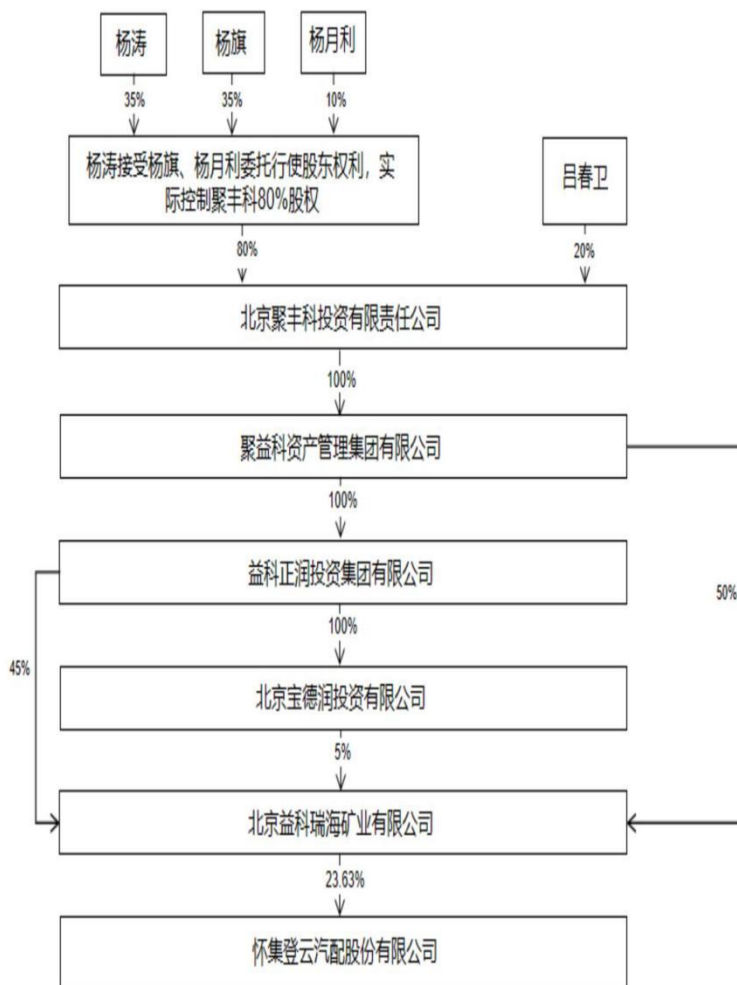 杨涛
杨旗
杨月利
35%
35%
10%
杨涛接受杨旗、杨月利委托行使股东权利，实
际控制聚丰科80%股权
吕春卫
80%
20%
北京聚丰科投资有限责任公司
100%
聚益科资产管理集团有限公司
100%
益科正润投资集团有限公司
50%
100%
45%
北京宝德润投资有限公司
5%
北京益科瑞海矿业有限公司
23.63%
怀集登云汽配股份有限公司